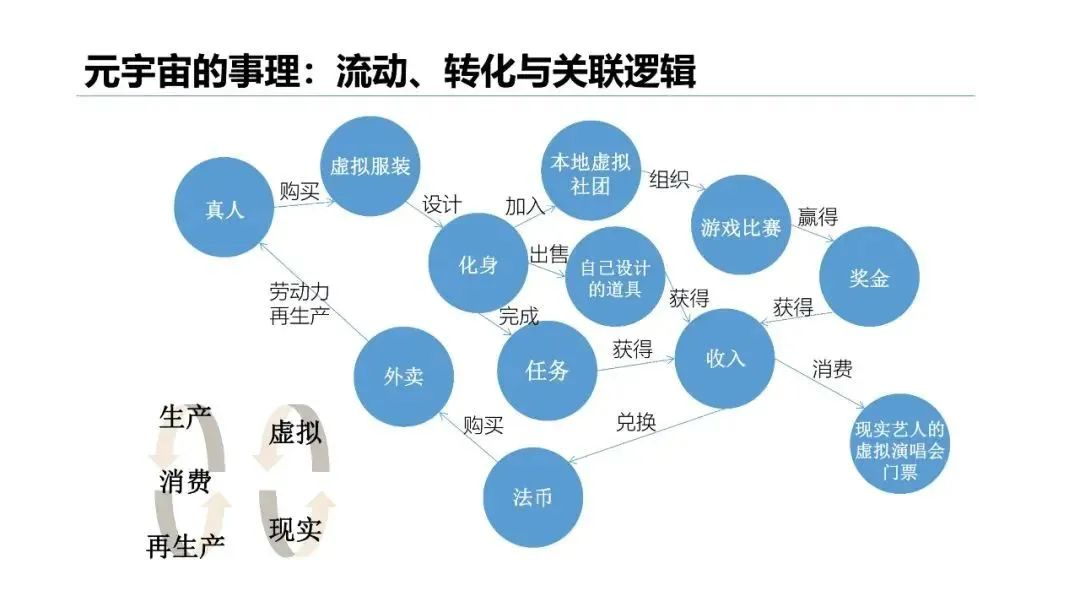 元宇宙的事理：流动、转化与关联逻辑
真人
购买
虚拟服装
设计
化身
加入
本地虚拟
社团
组织
游戏比赛
赢得
奖金
获得
出售
自己设计
的道具
获得
完成
任务
获得
收入
消费
现实艺人的
虚拟演唱会
门票
兑换
法币
购买
外卖
劳动力
再生产
生产
消费
再生产
虚拟
现实